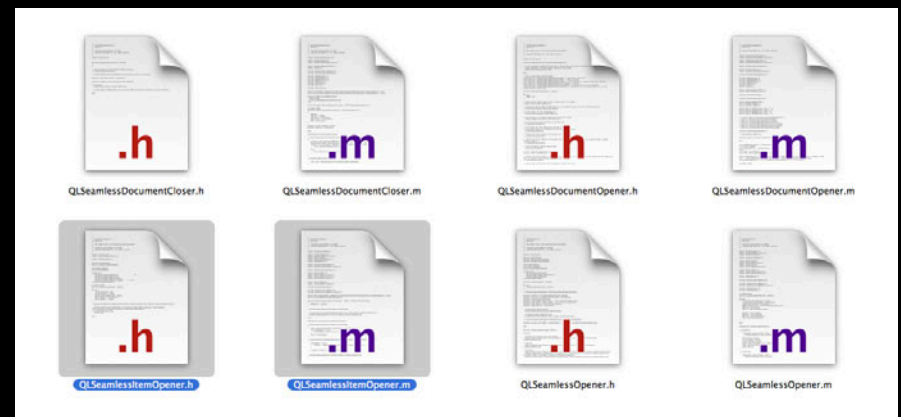 .h
.m
.h
.m
QLSeamlessDocumentCloser.h
QLSeamlessDocumentCloser.m
QLSeamlessDocumentOpener.h
QLSeamlessDocumentOpener.m
.h
.m
.h
.m
QLSeamlessItemOpener.h
QLSeamlessItemOpener.m
QLSeamlessOpener.h
QLSeamlessOpener.m